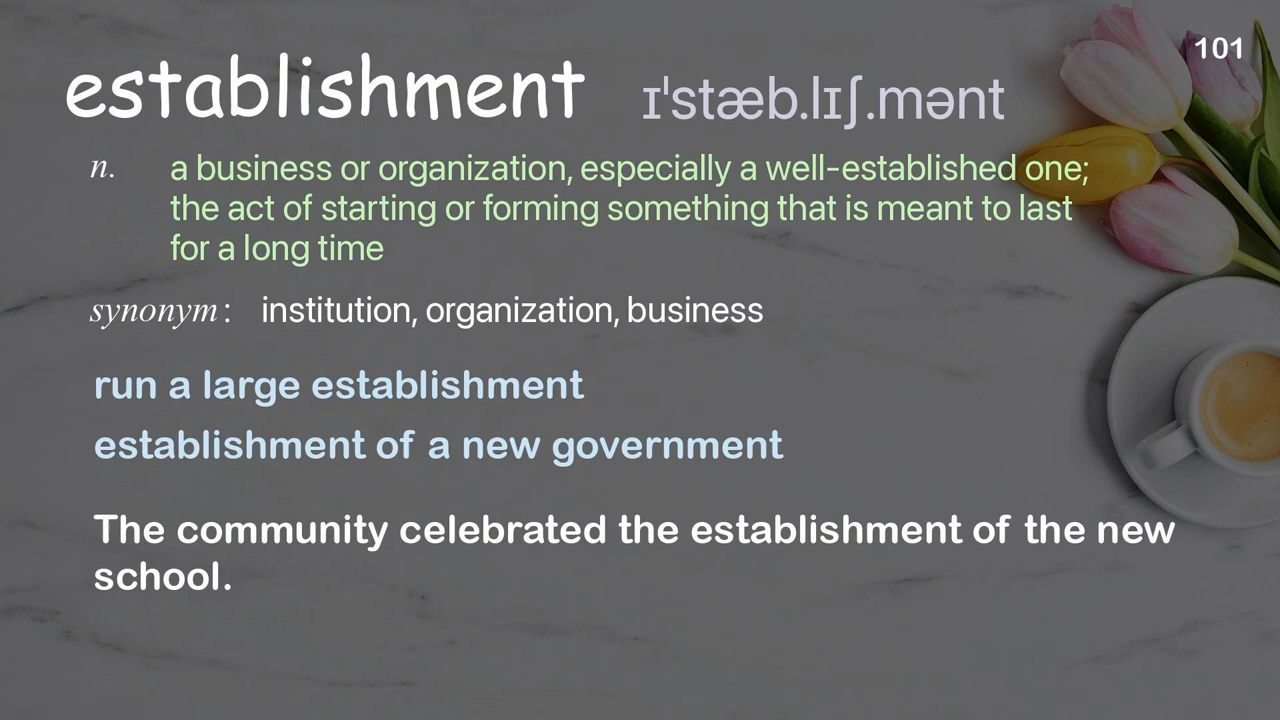 101
establishment ɪˈstæb.lɪʃ.mənt
n. a business or organization, especially a well-established one;
the act of starting or forming something that is meant to last
for a long time
synonym: institution, organization, business
run a large establishment
establishment of a new government
The community celebrated the establishment of the new
school.